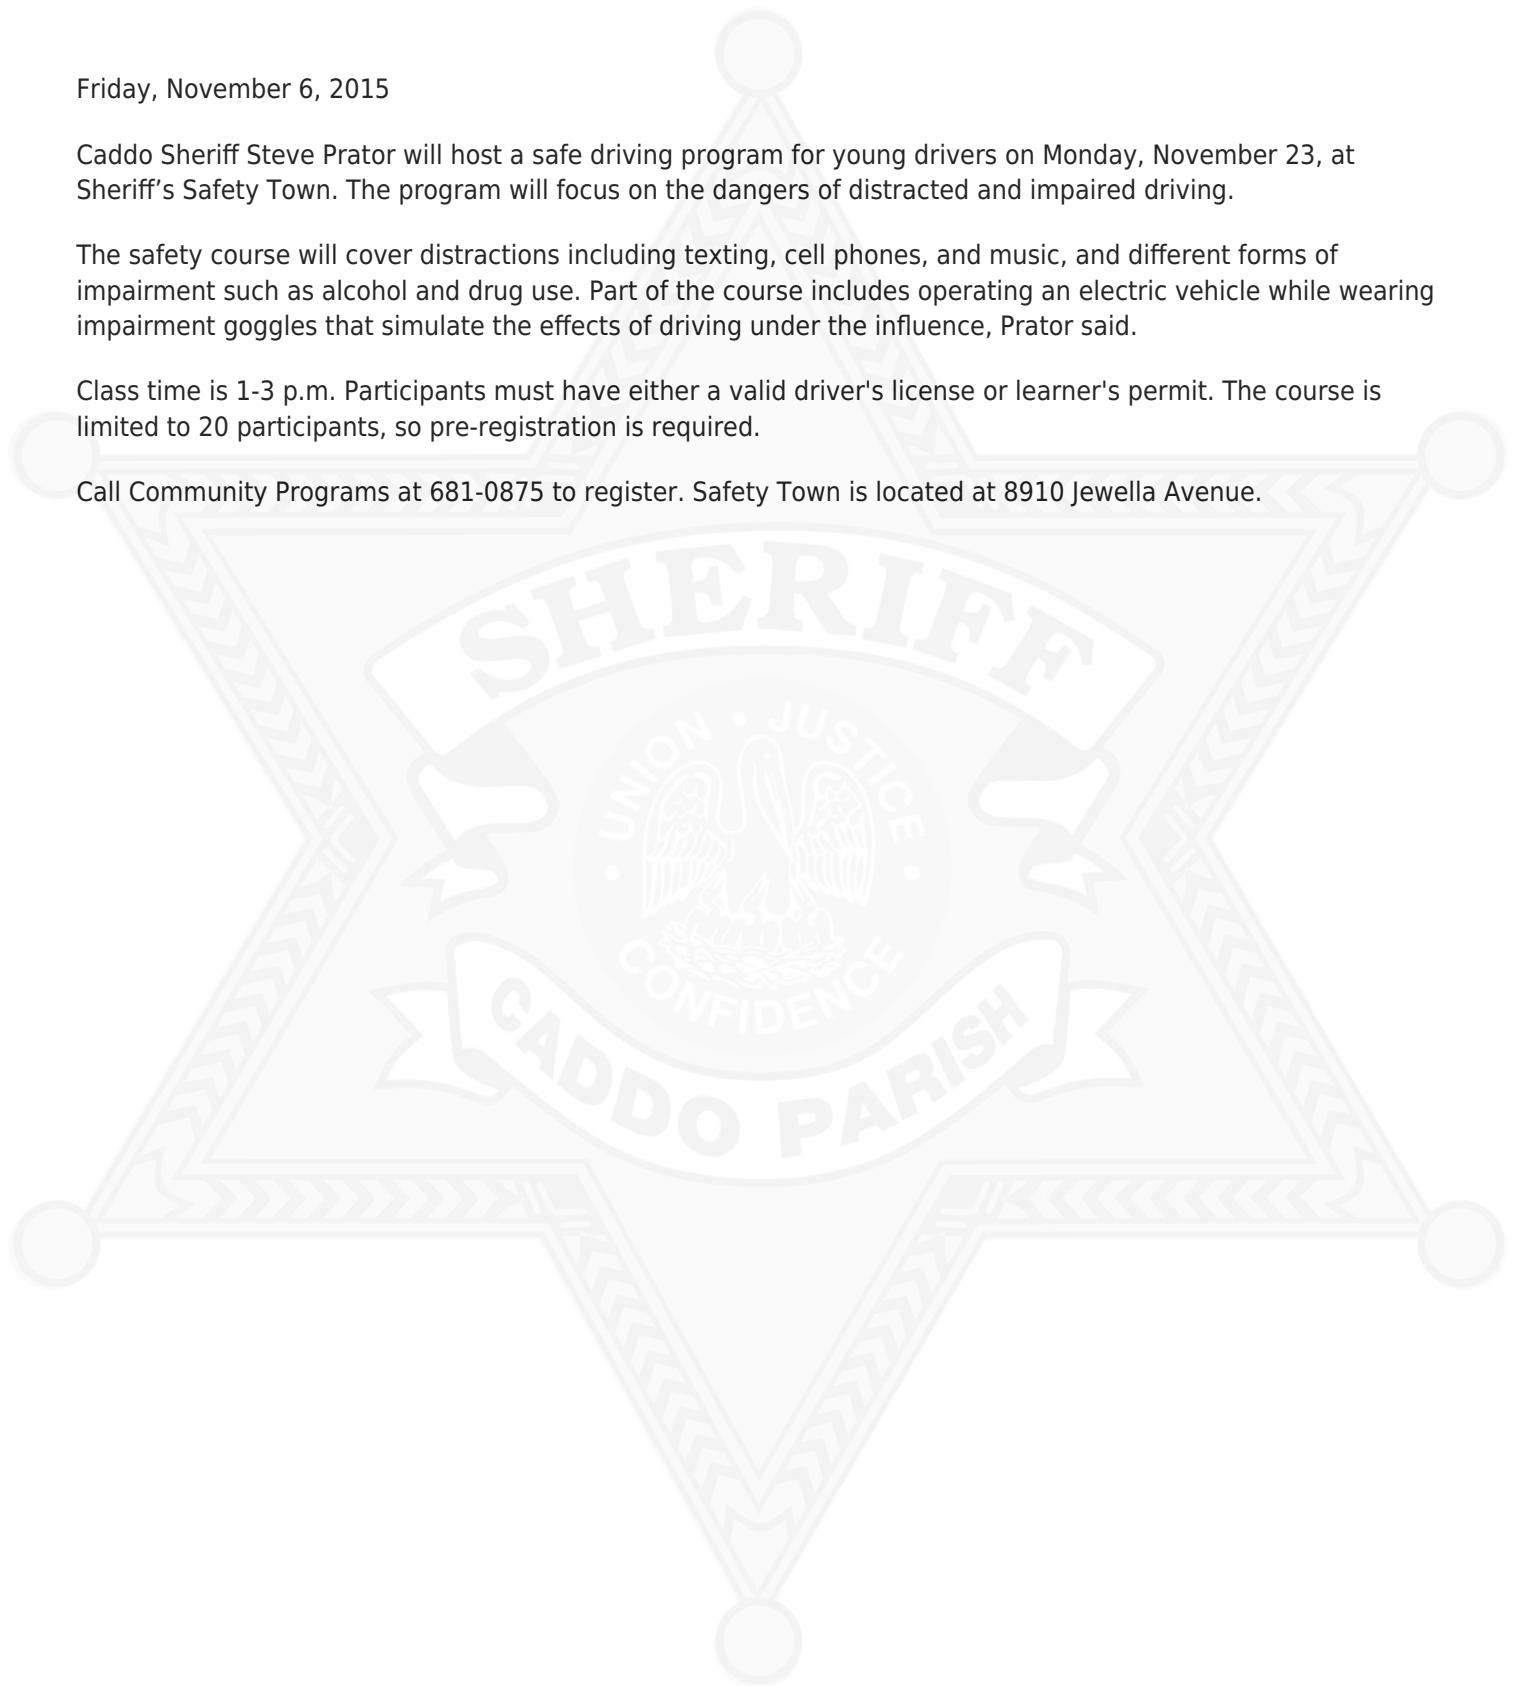 Friday, November 6, 2015
Caddo Sheriff Steve Prator will host a safe driving program for young drivers on Monday, November 23, at
Sheriff’s Safety Town. The program will focus on the dangers of distracted and impaired driving.
The safety course will cover distractions including texting, cell phones, and music, and different forms of
impairment such as alcohol and drug use. Part of the course includes operating an electric vehicle while wearing
impairment goggles that simulate the effects of driving under the influence, Prator said.
Class time is 1-3 p.m. Participants must have either a valid driver's license or learner's permit. The course is
limited to 20 participants, so pre-registration is required.
Call Community Programs at 681-0875 to register. Safety Town is located at 8910 Jewella Avenue.
SHERIFF
UNION • JUSTICE
• CONFIDENCE •
CADDO PARISH